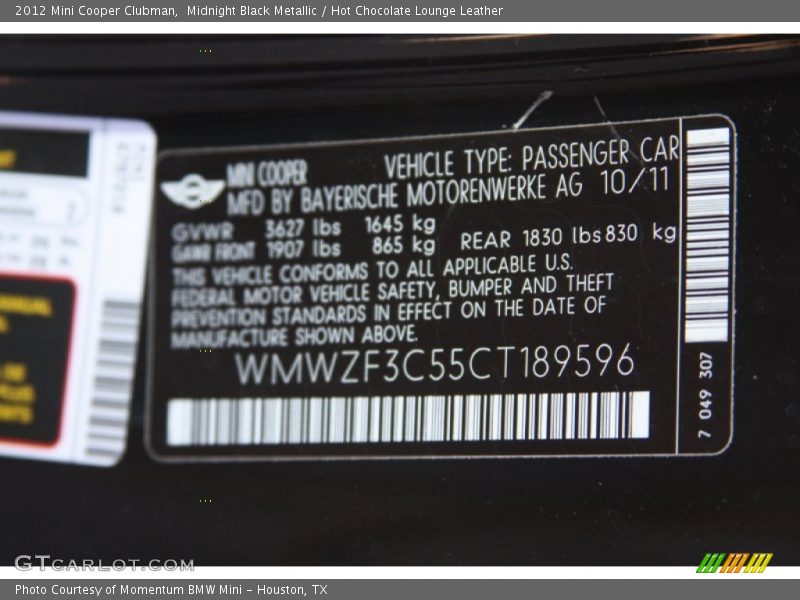 2012 Mini Cooper Clubman,  Midnight Black Metallic / Hot Chocolate Lounge Leather
MINI COOPER VEHICLE TYPE: PASSENGER CAR
MFD BY BAYERISCHE MOTORENWERKE AG 10/11
GVWR 3627 lbs 1645 kg
GAWR FRONT 1907 lbs 865 kg REAR 1830 lbs 830 kg
THIS VEHICLE CONFORMS TO ALL APPLICABLE U.S.
FEDERAL MOTOR VEHICLE SAFETY, BUMPER AND THEFT
PREVENTION STANDARDS IN EFFECT ON THE DATE OF
MANUFACTURE SHOWN ABOVE.
WMWZF3C55CT189596
7 049 307
GTCARLOT.COM
Photo Courtesy of Momentum BMW Mini - Houston, TX